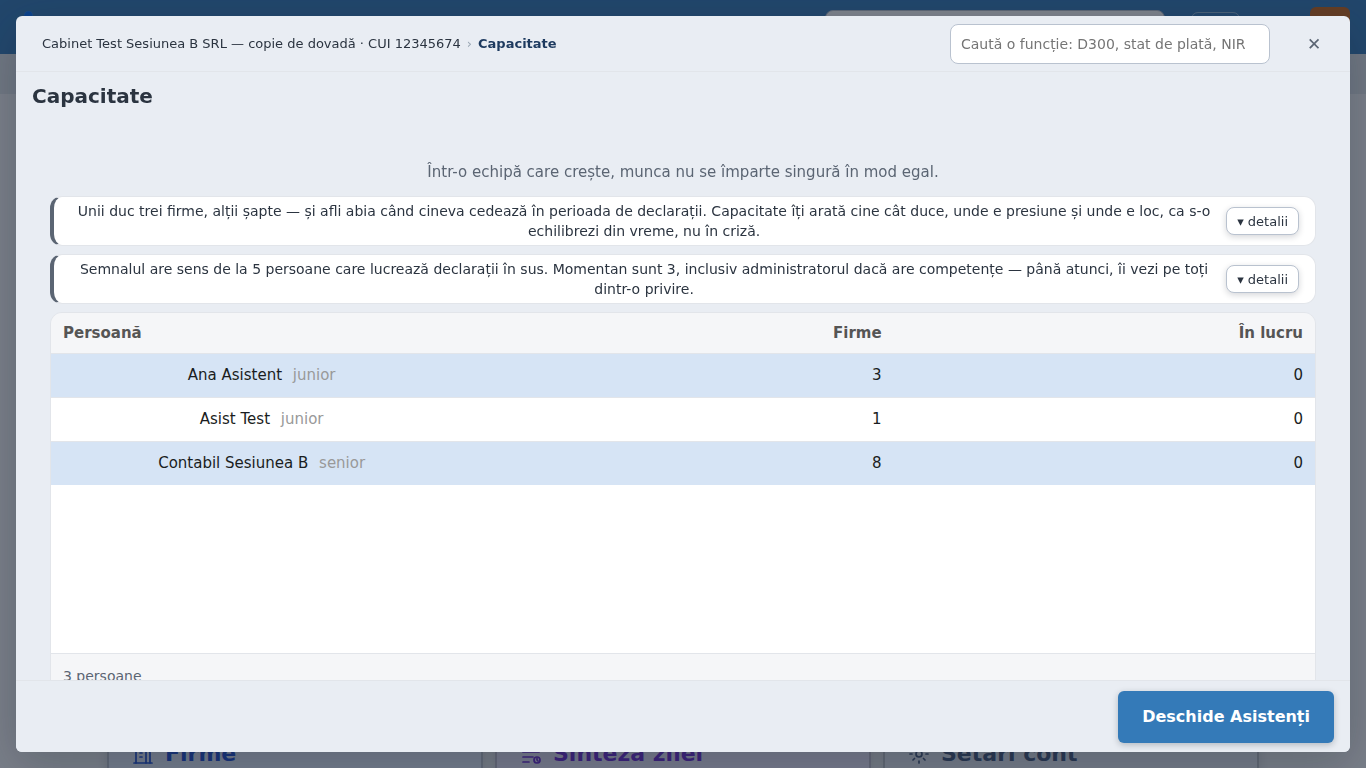 Cabinet Test Sesiunea B SRL — copie de dovadă · CUI 12345674 › Capacitate
Caută o funcție: D300, stat de plată, NIR
✕
Capacitate
Într-o echipă care crește, munca nu se împarte singură în mod egal.
Unii duc trei firme, alții șapte — și afli abia când cineva cedează în perioada de declarații. Capacitate îți arată cine cât duce, unde e presiune și unde e loc, ca s-o
echilibrezi din vreme, nu în criză.
▾ detalii
Semnalul are sens de la 5 persoane care lucrează declarații în sus. Momentan sunt 3, inclusiv administratorul dacă are competențe — până atunci, îi vezi pe toți
dintr-o privire.
▾ detalii
Persoană Firme În lucru
Ana Asistent junior 3 0
Asist Test junior 1 0
Contabil Sesiunea B senior 8 0
3 persoane
Deschide Asistenți
Firme Sinteza zilei Setări cont